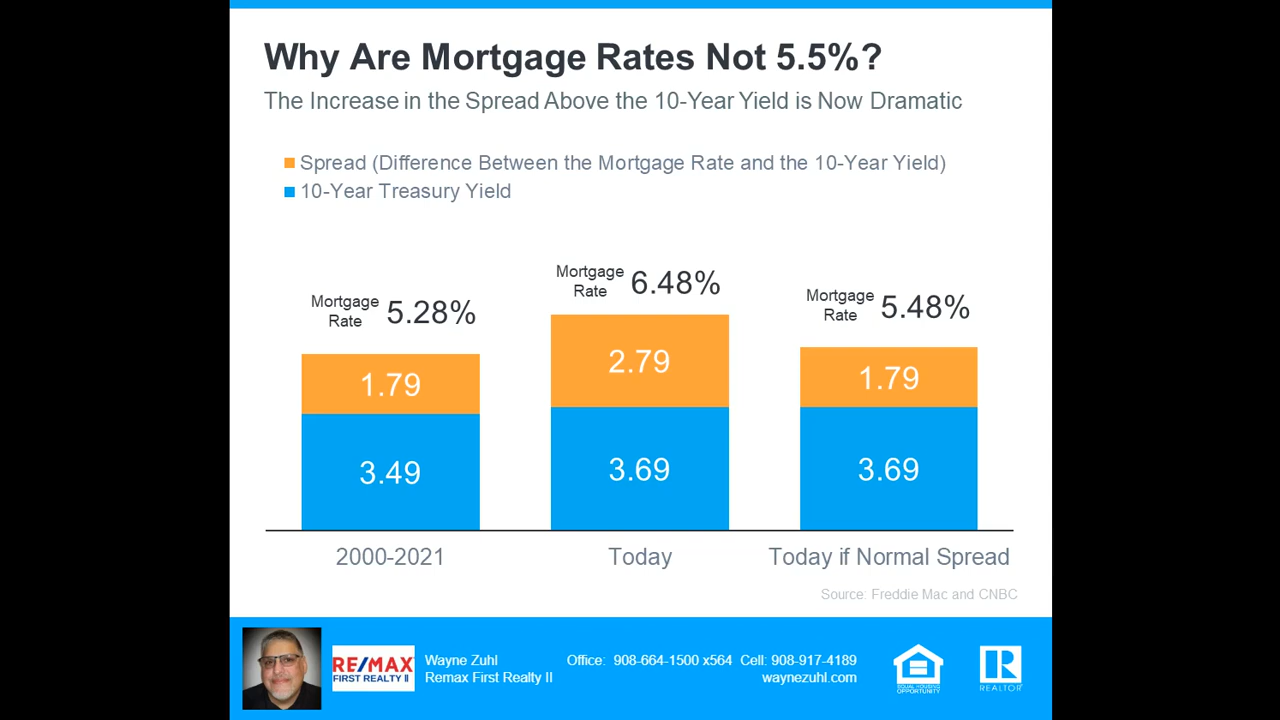 Why Are Mortgage Rates Not 5.5%?
The Increase in the Spread Above the 10-Year Yield is Now Dramatic
Spread (Difference Between the Mortgage Rate and the 10-Year Yield)
10-Year Treasury Yield
Mortgage
Rate
5.28%
Mortgage
Rate
6.48%
Mortgage
Rate
5.48%
1.79
2.79
1.79
3.49
3.69
3.69
2000-2021
Today
Today if Normal Spread
Source: Freddie Mac and CNBC
RE/MAX
FIRST REALTY II
Wayne Zuhl
Remax First Realty II
Office: 908-664-1500 x564 Cell: 908-917-4189
waynezuhl.com
EQUAL HOUSING
OPPORTUNITY
R
REALTOR®